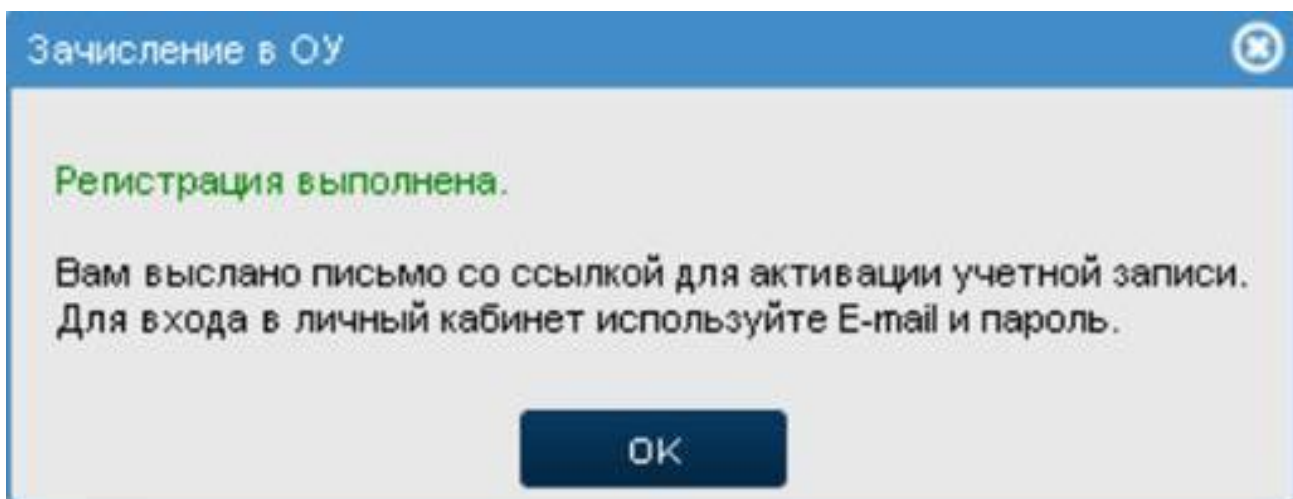 Зачисление в ОУ
Регистрация выполнена.
Вам выслано письмо со ссылкой для активации учетной записи.
Для входа в личный кабинет используйте E-mail и пароль.
OK